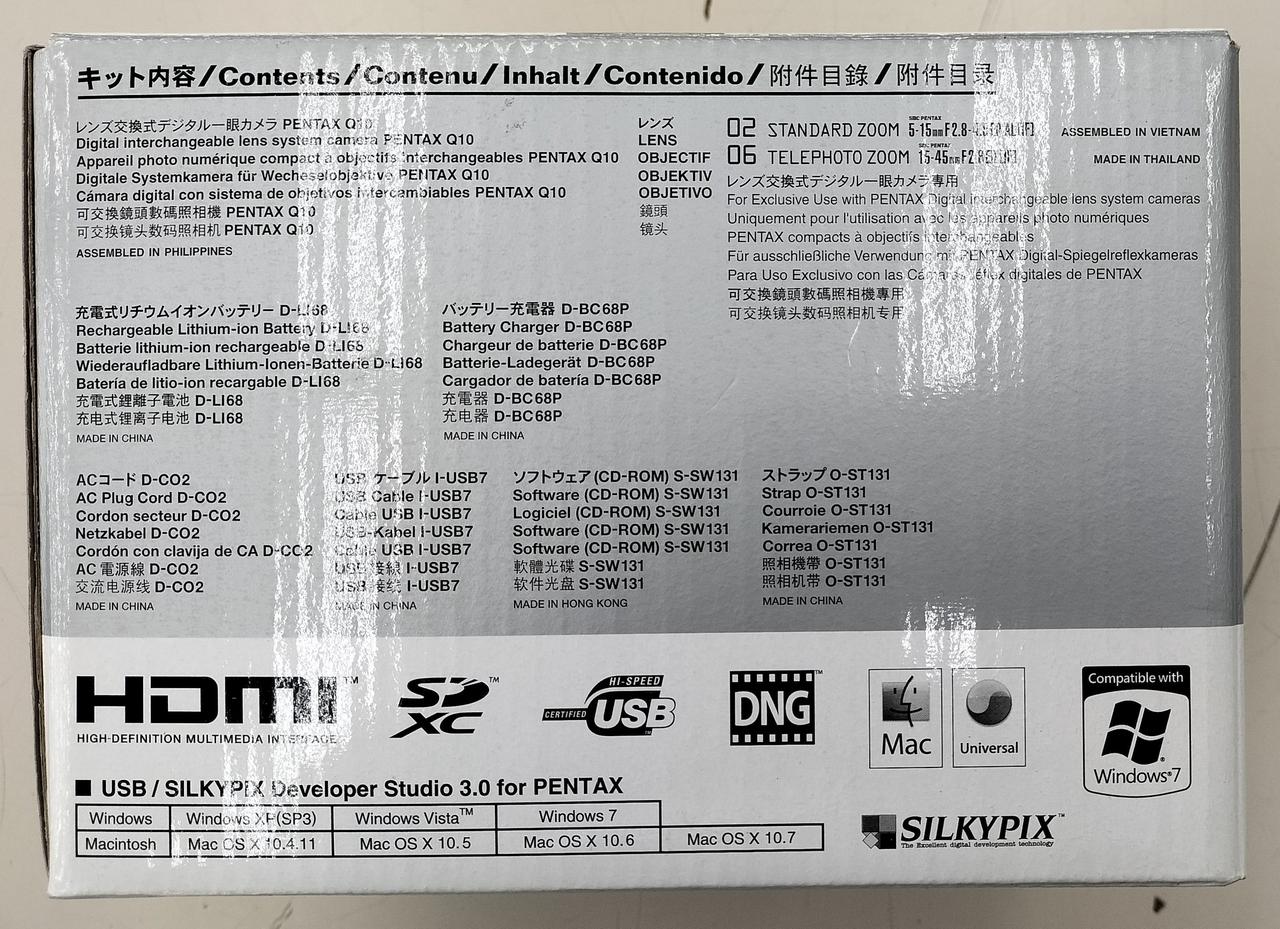 キット内容/Contents/Contenu/Inhalt/Contenido/附件目錄/附件目录
レンズ交換式デジタル一眼カメラ PENTAX Q10
Digital interchangeable lens system camera PENTAX Q10
Appareil photo numérique compact à objectifs interchangeables PENTAX Q10
Digitale Systemkamera für Wechselobjektive PENTAX Q10
Cámara digital con sistema de objetivos intercambiables PENTAX Q10
可交換鏡頭數碼照相機 PENTAX Q10
可交换镜头数码照相机 PENTAX Q10
ASSEMBLED IN PHILIPPINES
レンズ
LENS
OBJECTIF
OBJEKTIV
OBJETIVO
鏡頭
镜头
02 STANDARD ZOOM SMC PENTAX 5-15mm ASSEMBLED IN VIETNAM
06 TELEPHOTO ZOOM SMC PENTAX 15-45mm MADE IN THAILAND
レンズ交換式デジタル一眼カメラ専用
For Exclusive Use with PENTAX Digital interchangeable lens system cameras
Uniquement pour l'utilisation avec les appareils photo numériques
PENTAX compacts à objectifs interchangeables
Für ausschließliche Verwendung mit PENTAX Digital-Spiegelreflexkameras
Para Uso Exclusivo con las Cámaras réflex digitales de PENTAX
可交換鏡頭數碼照相機專用
可交换镜头数码照相机专用
充電式リチウムイオンバッテリー D-LI68
Rechargeable Lithium-ion Battery D-LI68
Batterie lithium-ion rechargeable D-LI68
Wiederaufladbare Lithium-Ionen-Batterie D-LI68
Batería de litio-ion recargable D-LI68
充電式鋰離子電池 D-LI68
充电式锂离子电池 D-LI68
MADE IN CHINA
バッテリー充電器 D-BC68P
Battery Charger D-BC68P
Chargeur de batterie D-BC68P
Batterie-Ladegerät D-BC68P
Cargador de batería D-BC68P
充電器 D-BC68P
充电器 D-BC68P
MADE IN CHINA
ACコード D-CO2
AC Plug Cord D-CO2
Cordon secteur D-CO2
Netzkabel D-CO2
Cordón con clavija de CA D-CO2
AC 電源線 D-CO2
交流电源线 D-CO2
MADE IN CHINA
USB ケーブル I-USB7
USB Cable I-USB7
Cable USB I-USB7
USB-Kabel I-USB7
Cable USB I-USB7
USB 接線 I-USB7
USB 接线 I-USB7
MADE IN CHINA
ソフトウェア (CD-ROM) S-SW131
Software (CD-ROM) S-SW131
Logiciel (CD-ROM) S-SW131
Software (CD-ROM) S-SW131
Software (CD-ROM) S-SW131
軟體光碟 S-SW131
软件光盘 S-SW131
MADE IN HONG KONG
ストラップ O-ST131
Strap O-ST131
Courroie O-ST131
Kamerariemen O-ST131
Correa O-ST131
照相機帶 O-ST131
照相机带 O-ST131
MADE IN CHINA
HDMI™
HIGH-DEFINITION MULTIMEDIA INTERFACE
SD™
XC
HI-SPEED
CERTIFIED USB™
DNG™
Mac
Universal
Compatible with
Windows®7
■ USB / SILKYPIX Developer Studio 3.0 for PENTAX
Windows Windows XP(SP3) Windows Vista™ Windows 7
Macintosh Mac OS X 10.4.11 Mac OS X 10.5 Mac OS X 10.6 Mac OS X 10.7
SILKYPIX™
The Excellent digital development technology